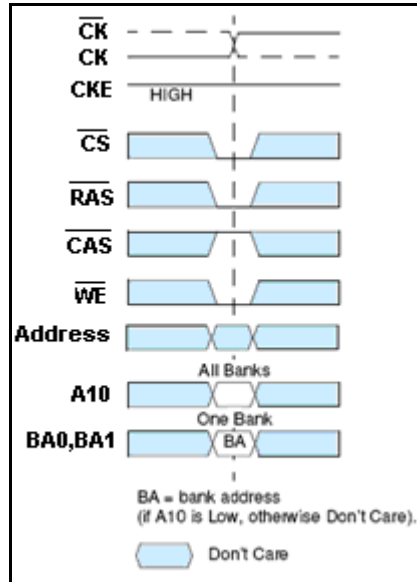 CK
CK
CKE HIGH
CS
RAS
CAS
WE
Address
All Banks
A10
One Bank
BA0,BA1 BA
BA = bank address
(if A10 is Low, otherwise Don't Care).
Don't Care